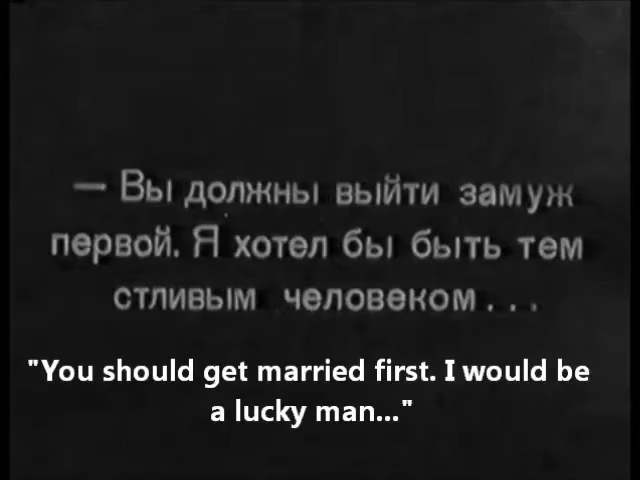 — Вы должны выйти замуж
первой. Я хотел бы быть тем
стливым человеком . . .
"You should get married first. I would be
a lucky man..."